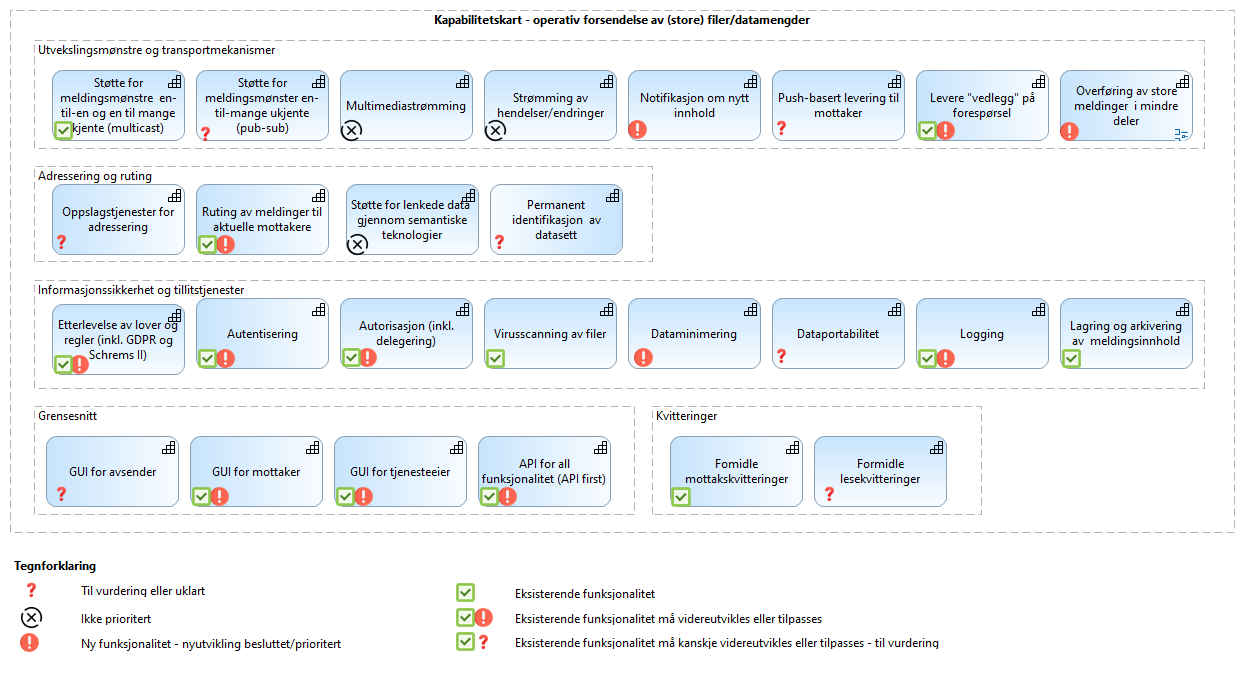 Kapabilitetskart - operativ forsendelse av (store) filer/datamengder
Utvekslingsmønstre og transportmekanismer
Støtte for
meldingsmønstre en-
til-en og en til mange
kjente (multicast)
Støtte for
meldingsmønster en-
til-mange ukjente
(pub-sub)
Multimediastrømming
Strømming av
hendelser/endringer
Notifikasjon om nytt
innhold
Push-basert levering til
mottaker
Levere "vedlegg" på
forespørsel
Overføring av store
meldinger i mindre
deler
Adressering og ruting
Oppslagstjenester for
adressering
Ruting av meldinger til
aktuelle mottakere
Støtte for lenkede data
gjennom semantiske
teknologier
Permanent
identifikasjon av
datasett
Informasjonssikkerhet og tillitstjenester
Etterlevelse av lover og
regler (inkl. GDPR og
Schrems II)
Autentisering
Autorisasjon (inkl.
delegering)
Virusscanning av filer
Dataminimering
Dataportabilitet
Logging
Lagring og arkivering
av meldingsinnhold
Grensesnitt
GUI for avsender
GUI for mottaker
GUI for tjenesteeier
API for all
funksjonalitet (API first)
Kvitteringer
Fomidle
mottakskvitteringer
Formidle
lesekvitteringer
Tegnforklaring
Til vurdering eller uklart
Ikke prioritert
Ny funksjonalitet - nyutvikling besluttet/prioritert
Eksisterende funksjonalitet
Eksisterende funksjonalitet må videreutvikles eller tilpasses
Eksisterende funksjonalitet må kanskje videreutvikles eller tilpasses - til vurdering